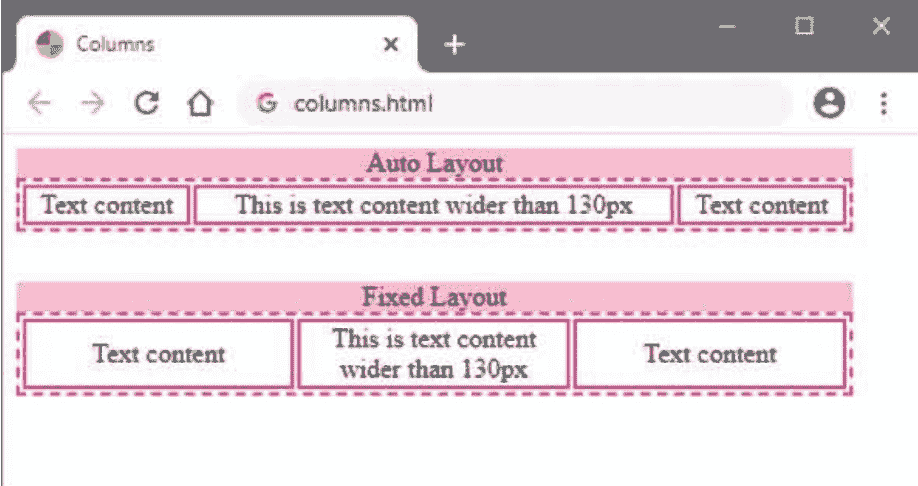 Columns
columns.html
Auto Layout
Text content This is text content wider than 130px Text content
Fixed Layout
Text content This is text content wider than 130px Text content